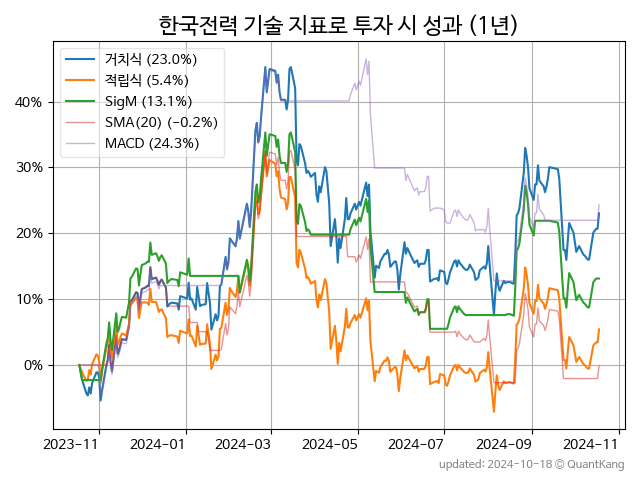 한국전력 기술 지표로 투자 시 성과 (1년)
거치식 (23.0%)
적립식 (5.4%)
SigM (13.1%)
SMA(20) (−0.2%)
MACD (24.3%)
40%
30%
20%
10%
0%
2023-11 2024-01 2024-03 2024-05 2024-07 2024-09 2024-11
updated: 2024-10-18 © QuantKang